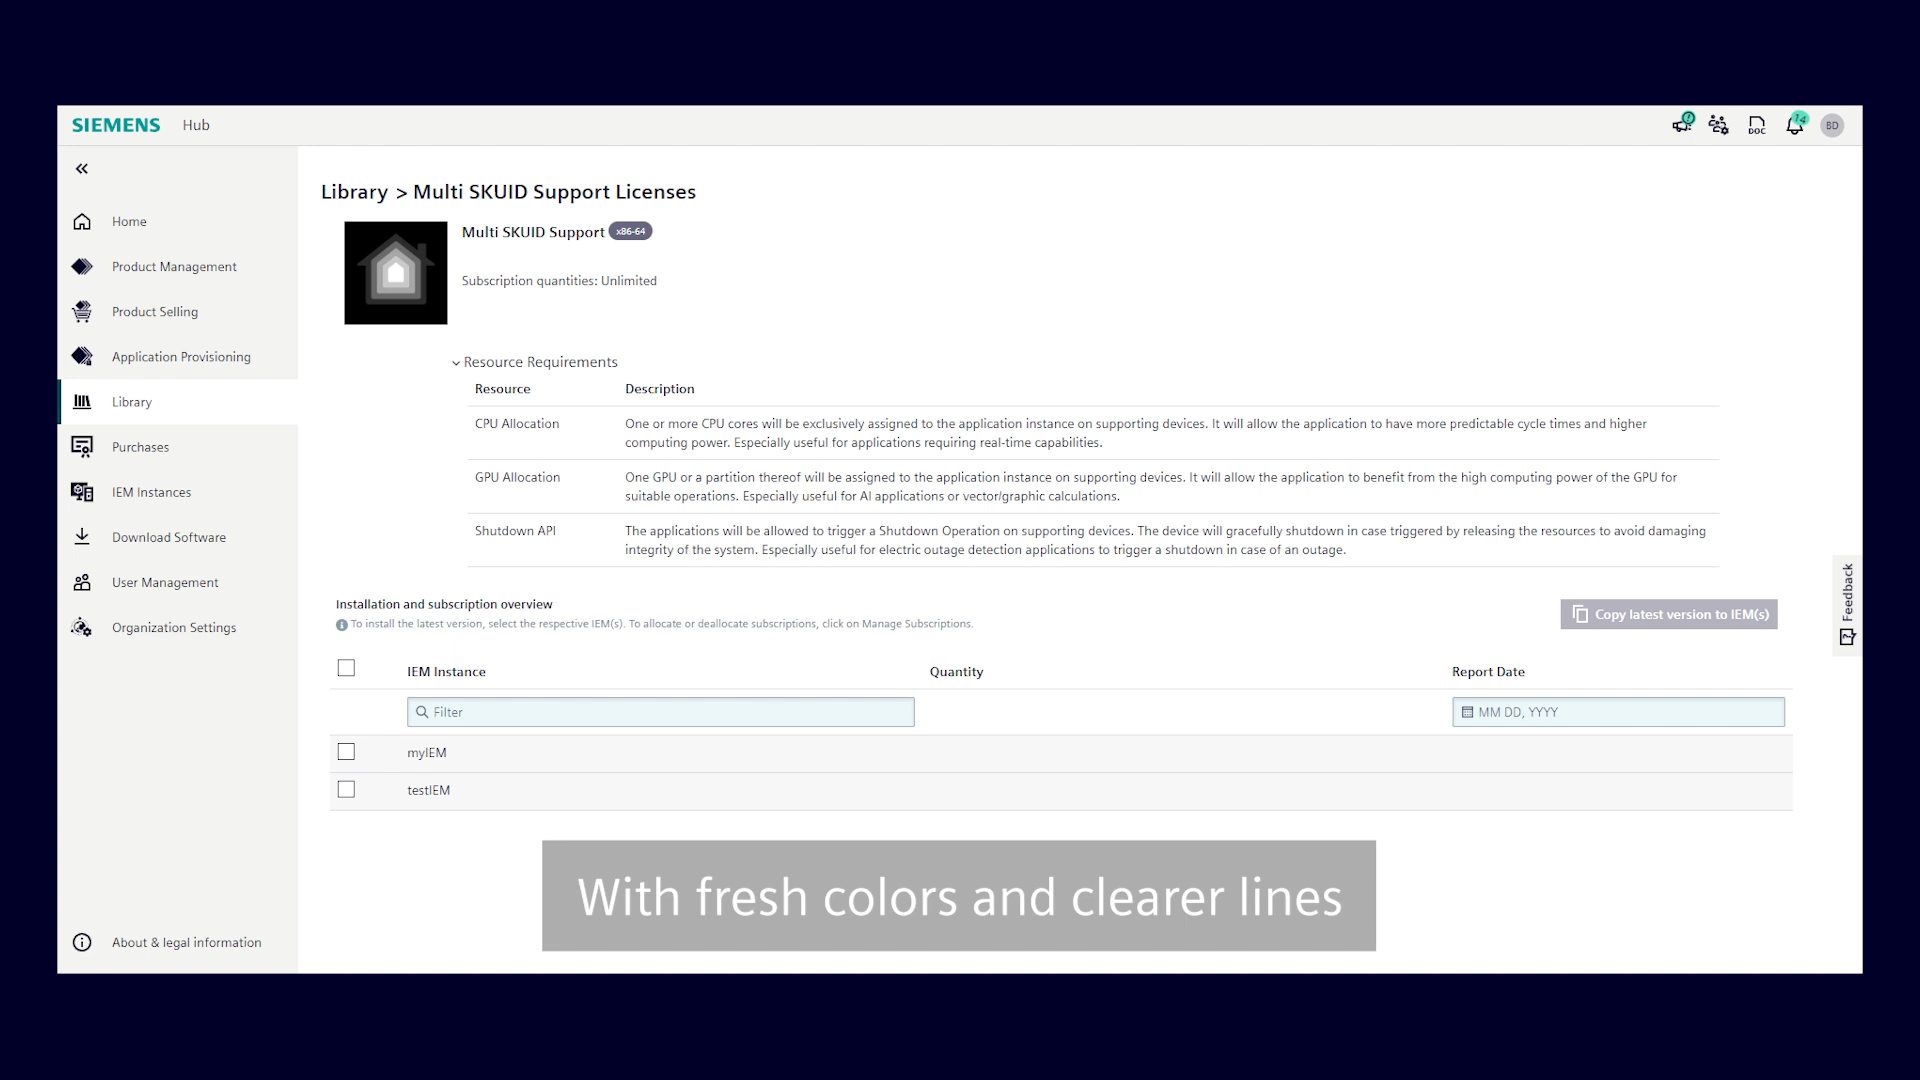 SIEMENS Hub
14
BD
DOC
Home
Product Management
Product Selling
Application Provisioning
Library
Purchases
IEM Instances
Download Software
User Management
Organization Settings
About & legal information
Library > Multi SKUID Support Licenses
Multi SKUID Support x86-64
Subscription quantities: Unlimited
Resource Requirements
Resource Description
CPU Allocation One or more CPU cores will be exclusively assigned to the application instance on supporting devices. It will allow the application to have more predictable cycle times and higher
computing power. Especially useful for applications requiring real-time capabilities.
GPU Allocation One GPU or a partition thereof will be assigned to the application instance on supporting devices. It will allow the application to benefit from the high computing power of the GPU for
suitable operations. Especially useful for AI applications or vector/graphic calculations.
Shutdown API The applications will be allowed to trigger a Shutdown Operation on supporting devices. The device will gracefully shutdown in case triggered by releasing the resources to avoid damaging
integrity of the system. Especially useful for electric outage detection applications to trigger a shutdown in case of an outage.
Feedback
Installation and subscription overview
To install the latest version, select the respective IEM(s). To allocate or deallocate subscriptions, click on Manage Subscriptions.
Copy latest version to IEM(s)
IEM Instance Quantity Report Date
Filter MM DD, YYYY
myIEM
testIEM
With fresh colors and clearer lines